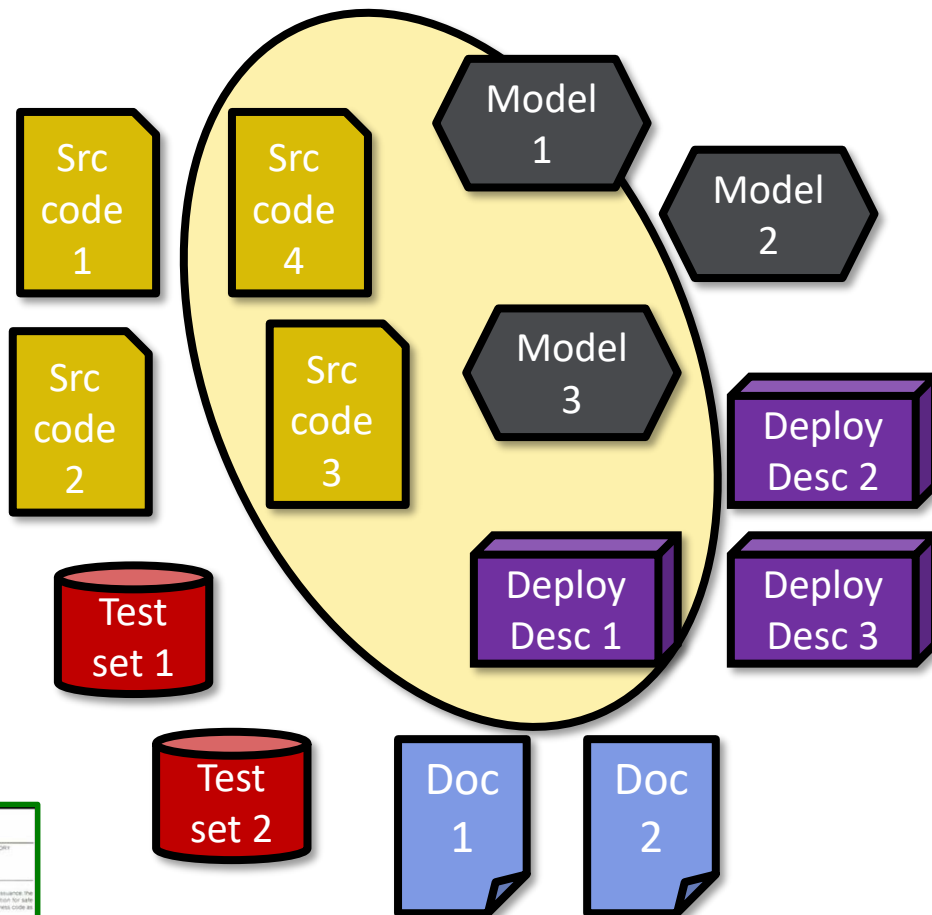 Model
1
Src
code
1
Src
code
4
Model
2
Model
3
Src
code
2
Src
code
3
Deploy
Desc 2
Deploy
Desc 1
Deploy
Desc 3
Test
set 1
Test
set 2
Doc
1
Doc
2